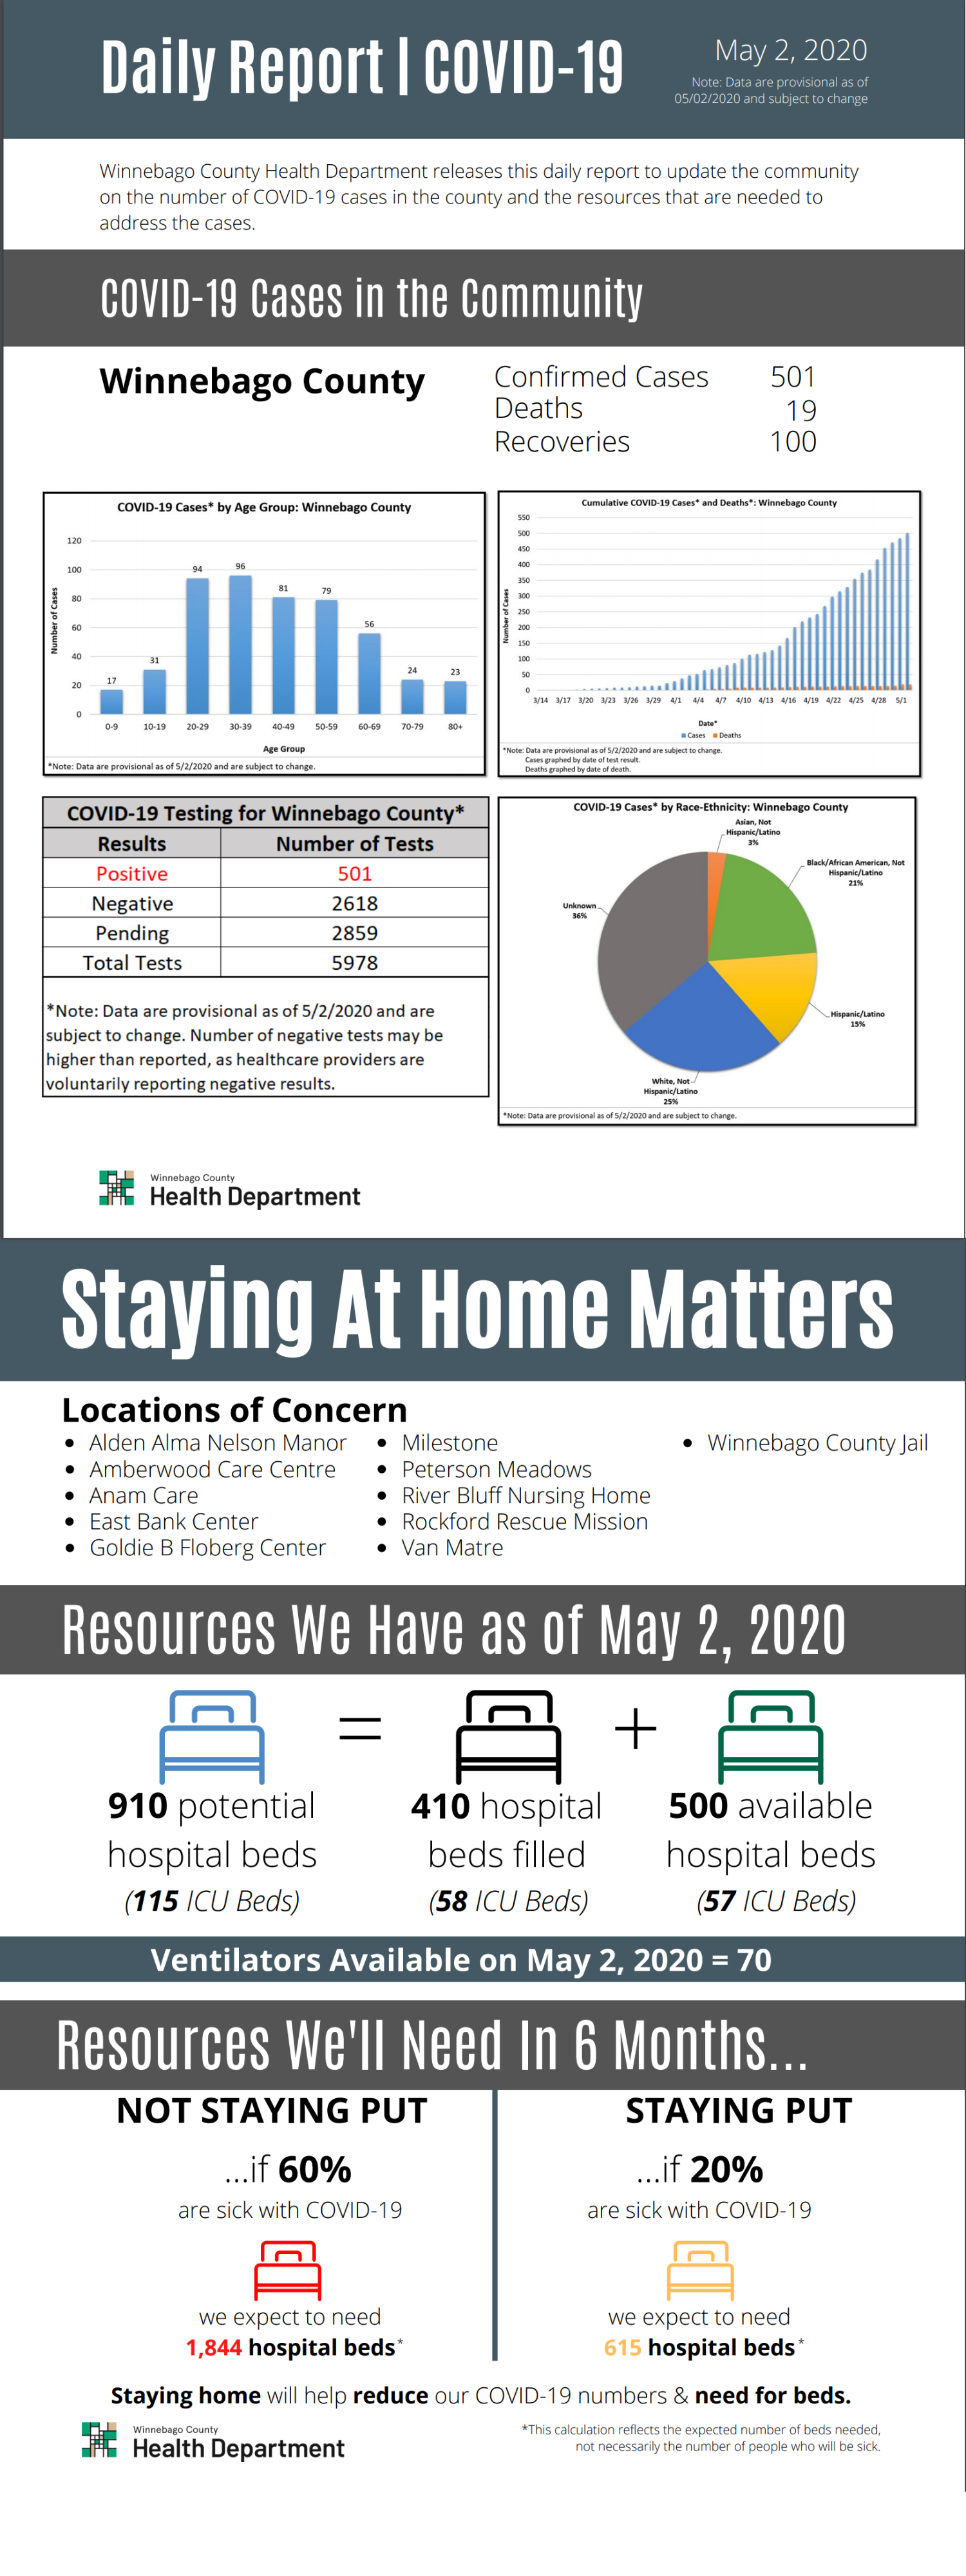 Daily Report | COVID-19
May 2, 2020
Note: Data are provisional as of
05/02/2020 and subject to change
Winnebago County Health Department releases this daily report to update the community
on the number of COVID-19 cases in the county and the resources that are needed to
address the cases.
COVID-19 Cases in the Community
Winnebago County
Confirmed Cases 501
Deaths 19
Recoveries 100
COVID-19 Cases* by Age Group: Winnebago County
Number of Cases
120
100
80
60
40
20
0
17 31 94 96 81 79 56 24 23
0-9 10-19 20-29 30-39 40-49 50-59 60-69 70-79 80+
Age Group
*Note: Data are provisional as of 5/2/2020 and are subject to change.
Cumulative COVID-19 Cases* and Deaths*: Winnebago County
Number of Cases
550
500
450
400
350
300
250
200
150
100
50
0
3/14 3/17 3/20 3/23 3/26 3/29 4/1 4/4 4/7 4/10 4/13 4/16 4/19 4/22 4/25 4/28 5/1
Date*
Cases Deaths
*Note: Data are provisional as of 5/2/2020 and are subject to change.
Cases graphed by date of test result.
Deaths graphed by date of death.
COVID-19 Testing for Winnebago County*
Results Number of Tests
Positive 501
Negative 2618
Pending 2859
Total Tests 5978
*Note: Data are provisional as of 5/2/2020 and are
subject to change. Number of negative tests may be
higher than reported, as healthcare providers are
voluntarily reporting negative results.
COVID-19 Cases* by Race-Ethnicity: Winnebago County
Asian, Not
Hispanic/Latino
3%
Black/African American, Not
Hispanic/Latino
21%
Unknown
36%
Hispanic/Latino
15%
White, Not
Hispanic/Latino
25%
*Note: Data are provisional as of 5/2/2020 and are subject to change.
Winnebago County
Health Department
Staying At Home Matters
Locations of Concern
• Alden Alma Nelson Manor
• Amberwood Care Centre
• Anam Care
• East Bank Center
• Goldie B Floberg Center
• Milestone
• Peterson Meadows
• River Bluff Nursing Home
• Rockford Rescue Mission
• Van Matre
• Winnebago County Jail
Resources We Have as of May 2, 2020
= +
910 potential
hospital beds
(115 ICU Beds)
410 hospital
beds filled
(58 ICU Beds)
500 available
hospital beds
(57 ICU Beds)
Ventilators Available on May 2, 2020 = 70
Resources We'll Need In 6 Months...
NOT STAYING PUT
...if 60%
are sick with COVID-19
we expect to need
1,844 hospital beds*
STAYING PUT
...if 20%
are sick with COVID-19
we expect to need
615 hospital beds*
Staying home will help reduce our COVID-19 numbers & need for beds.
Winnebago County
Health Department
*This calculation reflects the expected number of beds needed,
not necessarily the number of people who will be sick.